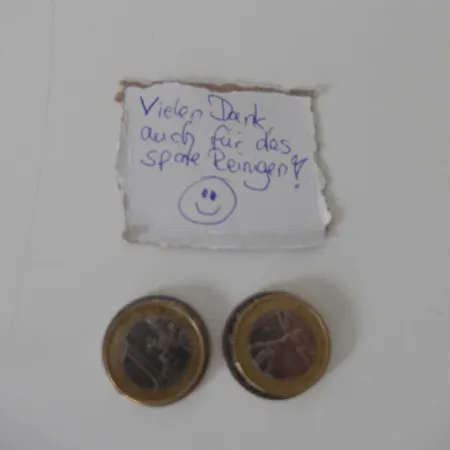 Vielen Dank
auch für das
späte Reinigen!